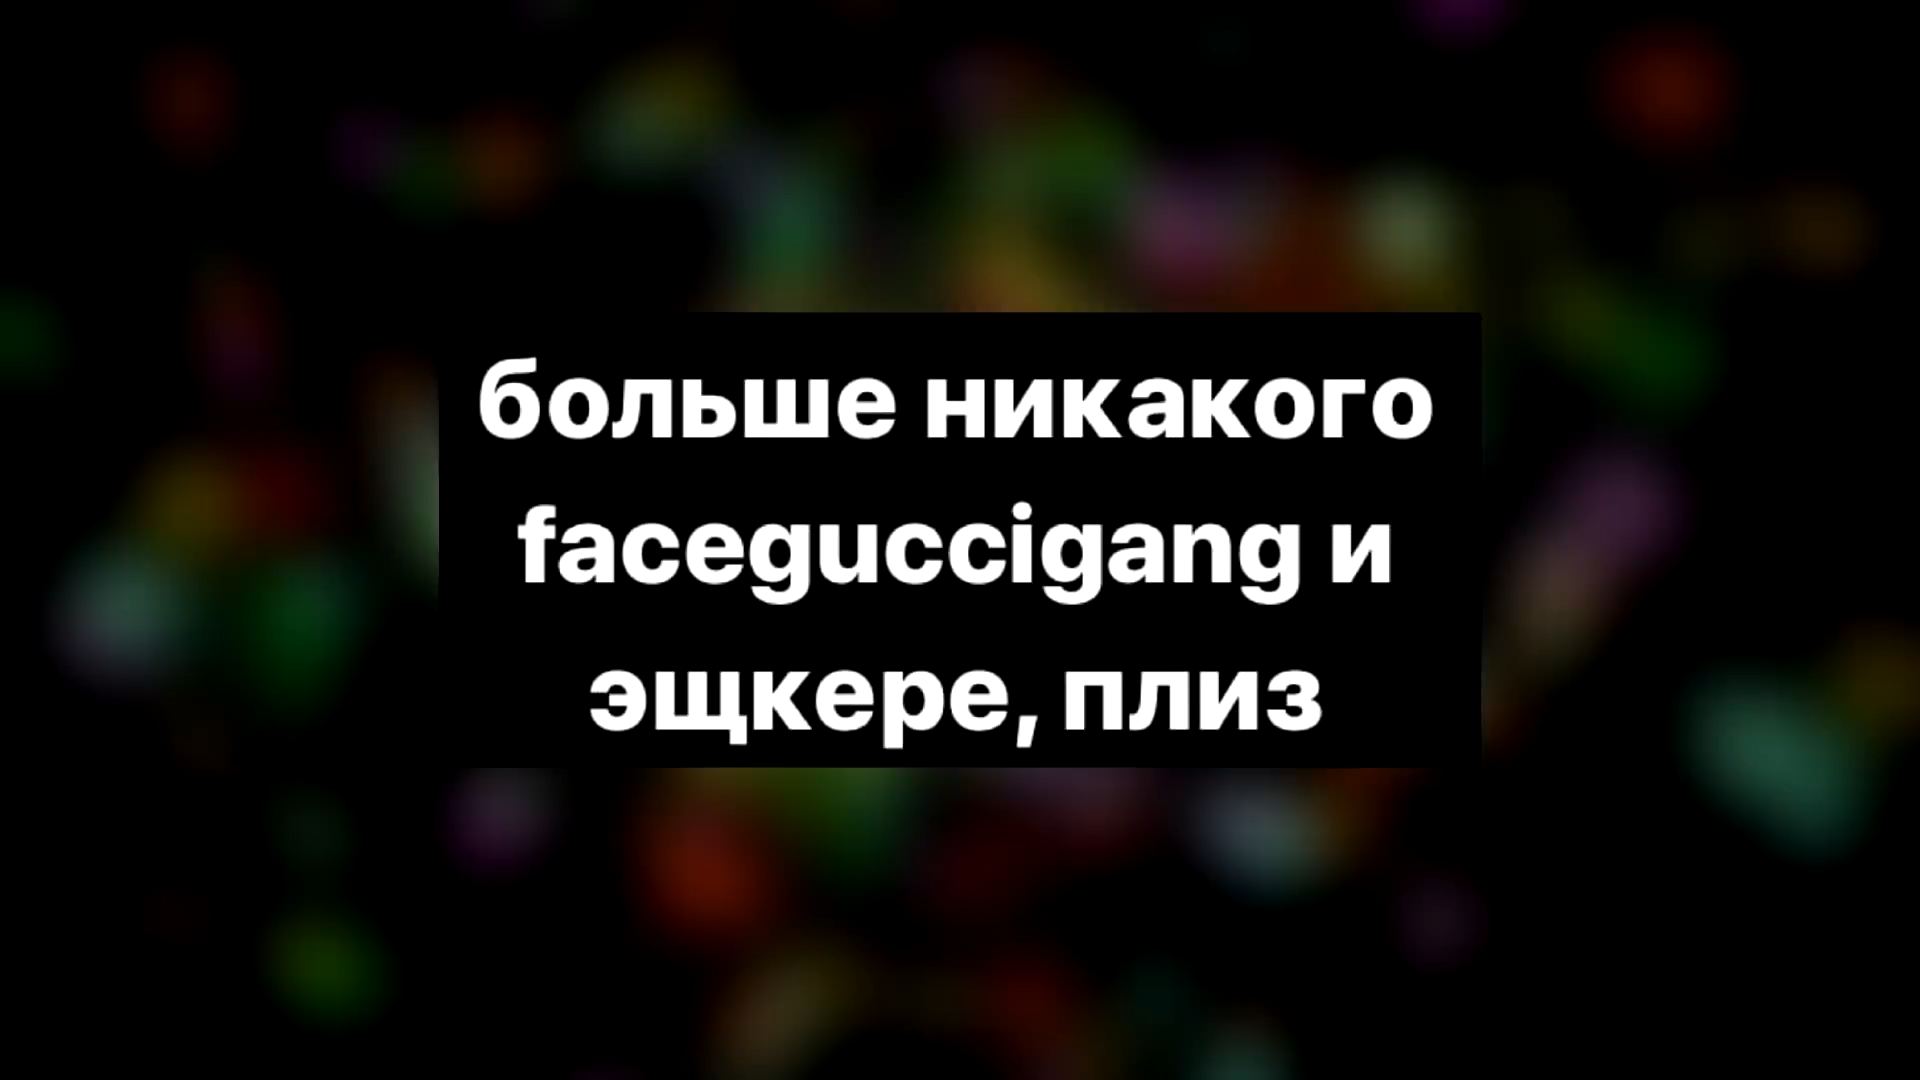 больше никакого
faceguccigang и
эщкере, плиз